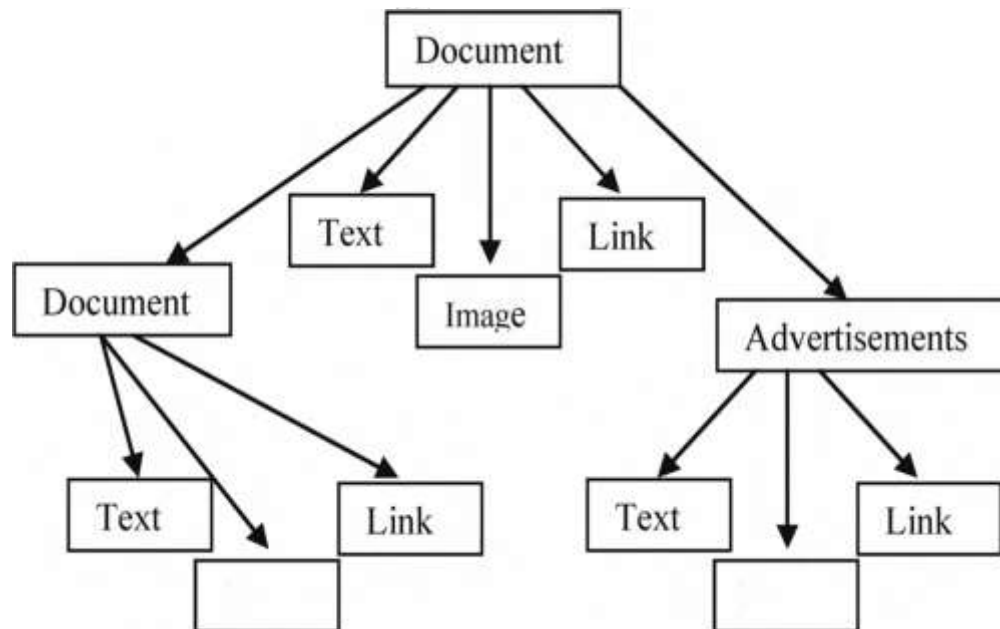 Document
Text
Link
Document
Image
Advertisements
Text
Link
Text
Link